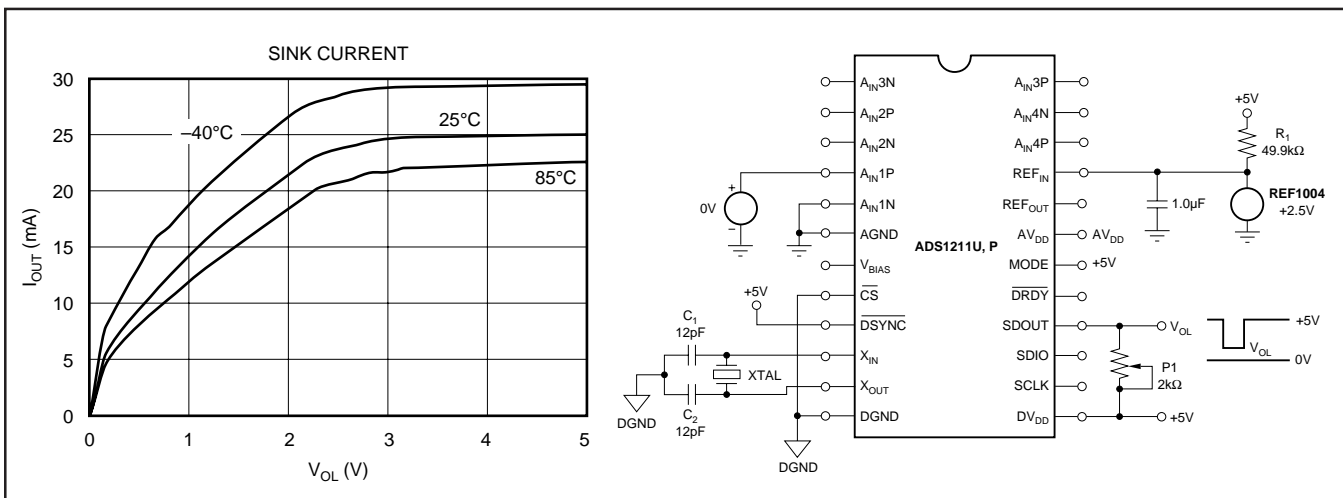 SINK CURRENT
30
25
20
15
10
5
0
I_OUT (mA)
–40°C
25°C
85°C
0 1 2 3 4 5
V_OL (V)
A_IN3N
A_IN2P
A_IN2N
A_IN1P
A_IN1N
AGND
V_BIAS
CS
DSYNC
X_IN
X_OUT
DGND
ADS1211U, P
A_IN3P
A_IN4N
A_IN4P
REF_IN
REF_OUT
AV_DD
MODE
DRDY
SDOUT
SDIO
SCLK
DV_DD
+
0V
–
+5V
C1
12pF
XTAL
C2
12pF
DGND
DGND
+5V
R1
49.9kΩ
1.0µF
REF1004
+2.5V
AV_DD
+5V
V_OL
P1
2kΩ
+5V
+5V
V_OL
0V